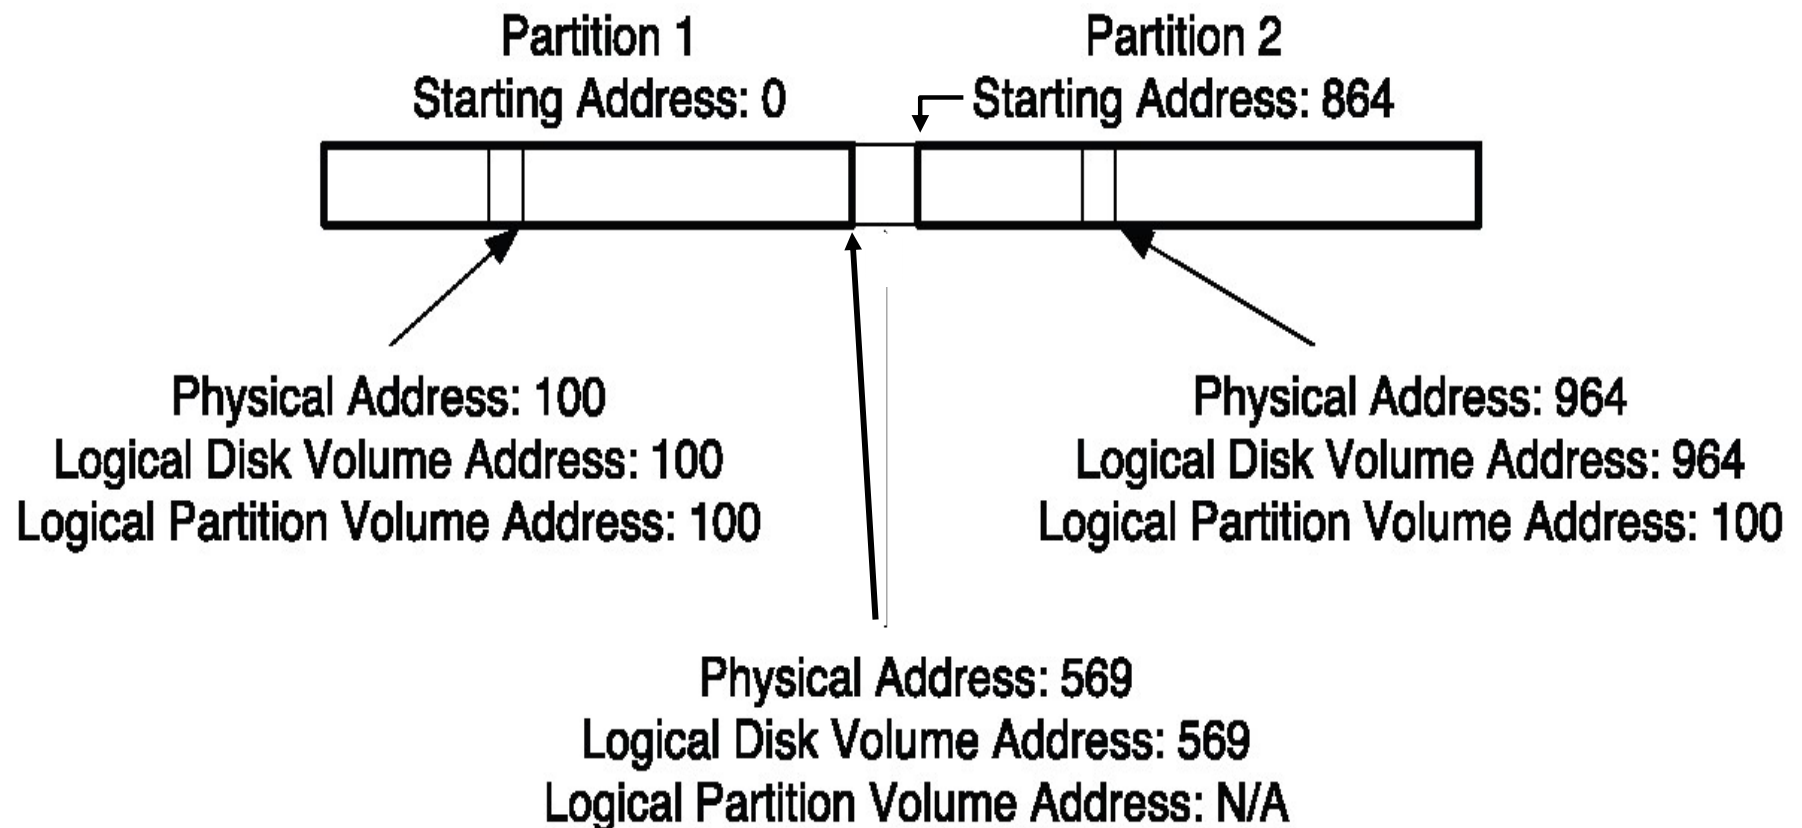 Partition 1
Starting Address: 0
Partition 2
Starting Address: 864
Physical Address: 100
Logical Disk Volume Address: 100
Logical Partition Volume Address: 100
Physical Address: 964
Logical Disk Volume Address: 964
Logical Partition Volume Address: 100
Physical Address: 569
Logical Disk Volume Address: 569
Logical Partition Volume Address: N/A